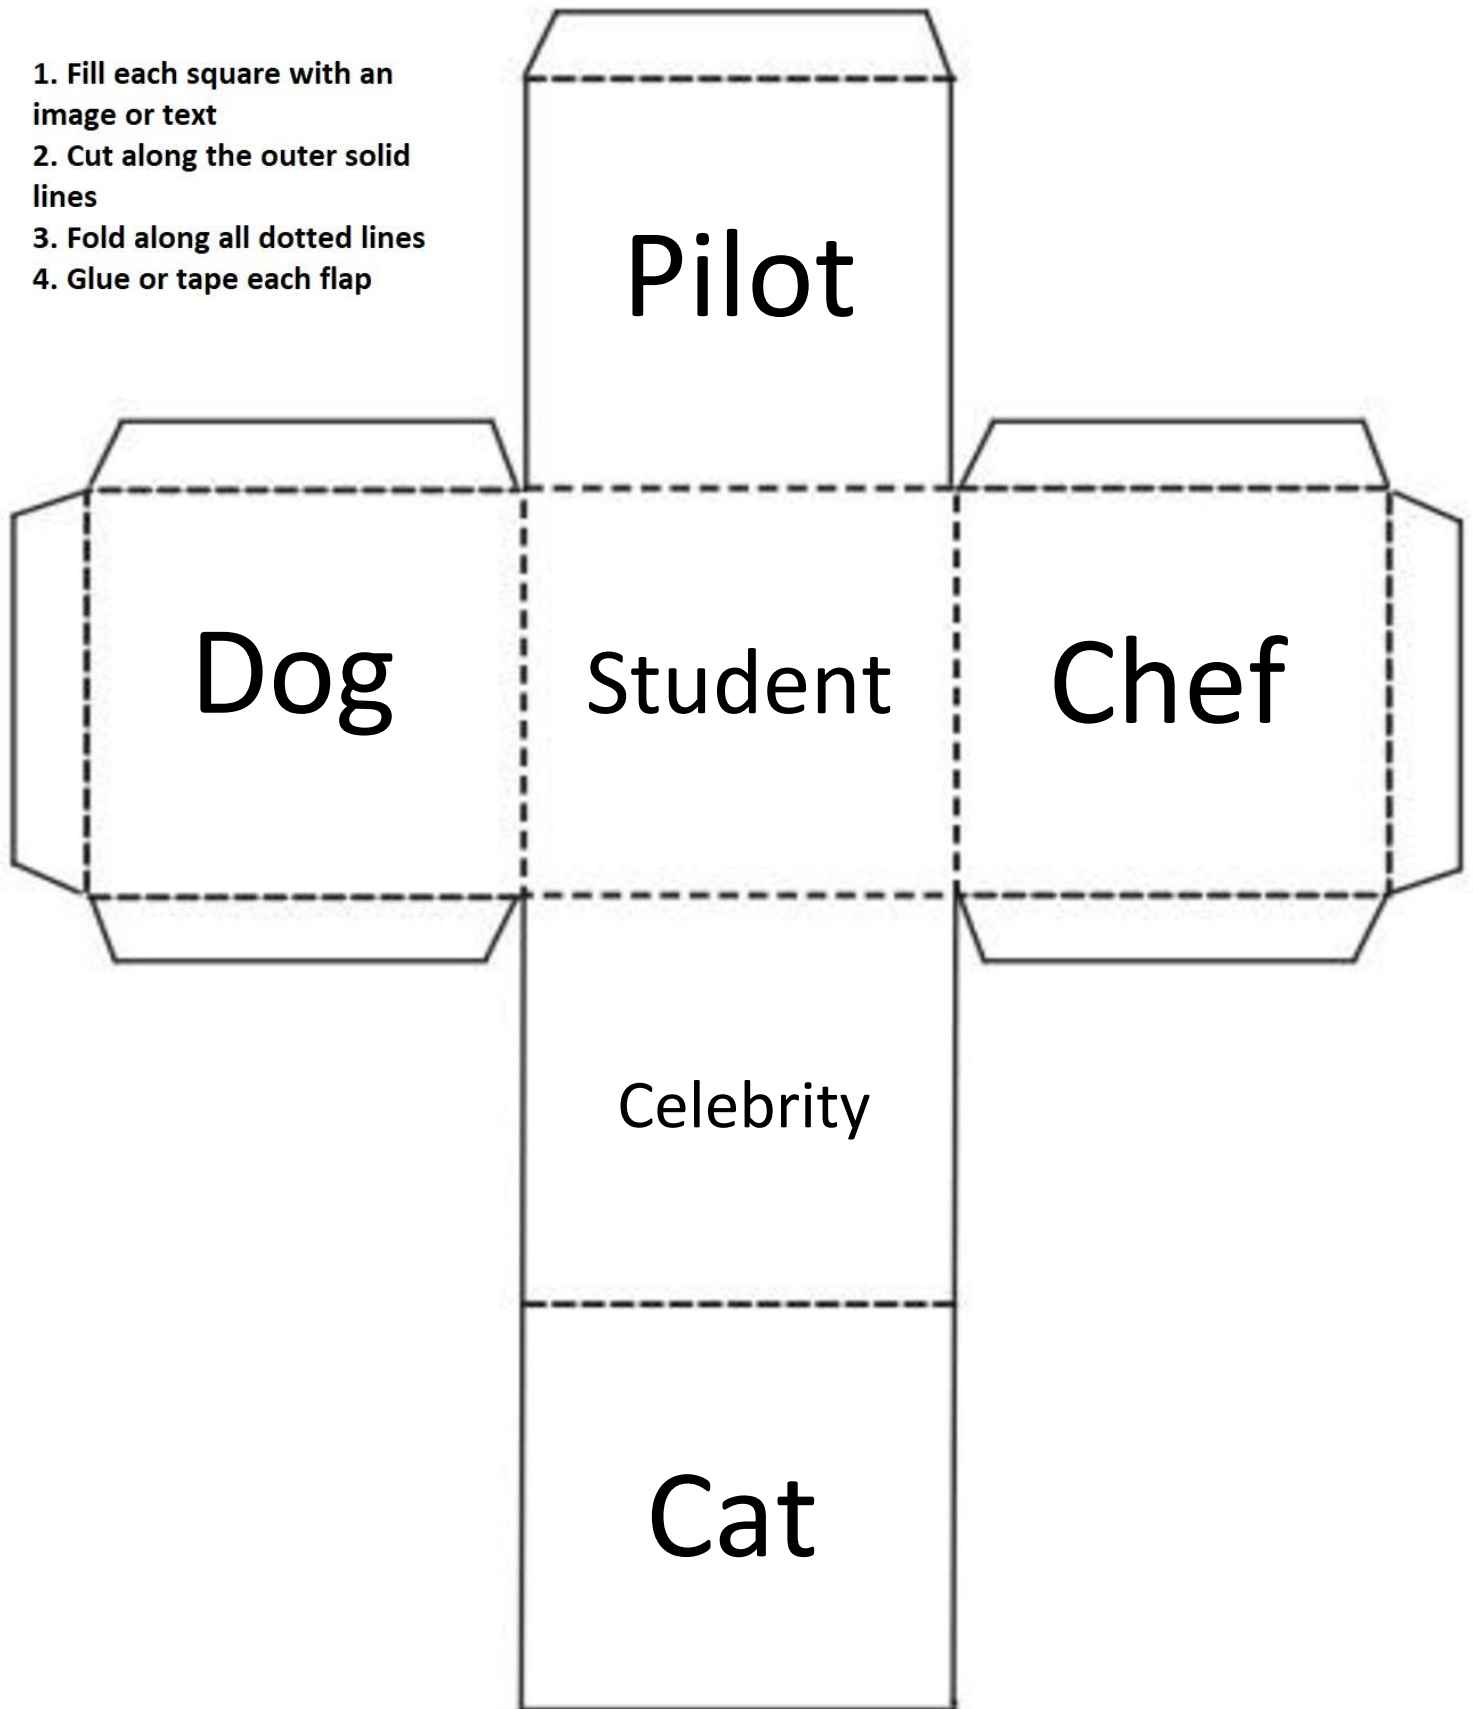 1. Fill each square with an
image or text
2. Cut along the outer solid
lines
3. Fold along all dotted lines
4. Glue or tape each flap
Pilot
Dog
Student
Chef
Celebrity
Cat